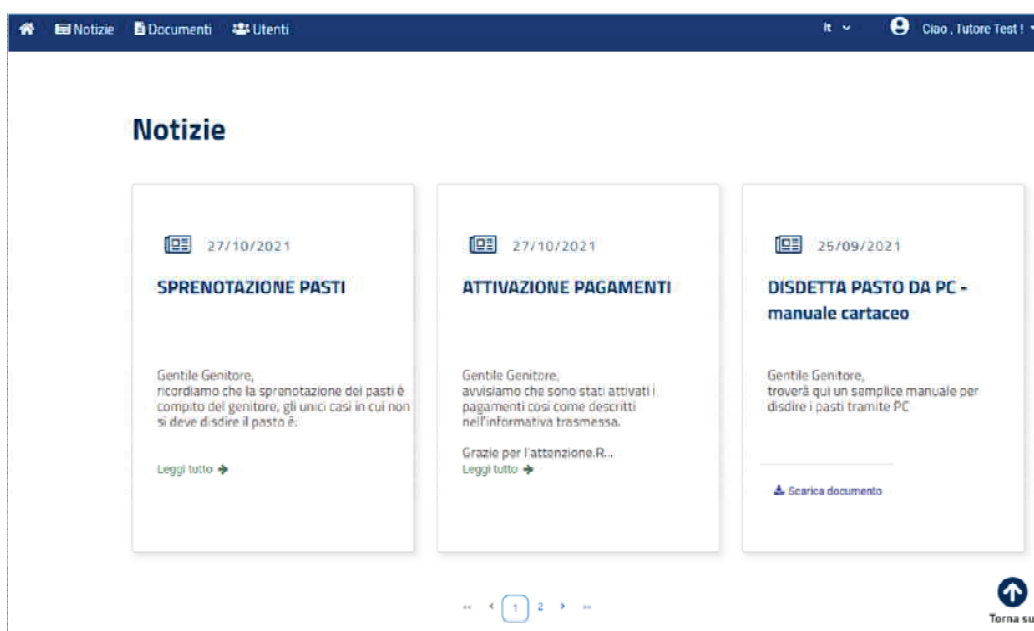 Notizie Documenti Utenti It Ciao , Tutore Test !
Notizie
27/10/2021
SPRENOTAZIONE PASTI
Gentile Genitore,
ricordiamo che la sprenotazione dei pasti è
compito del genitore, gli unici casi in cui non
si deve disdire il pasto è:
Leggi tutto
27/10/2021
ATTIVAZIONE PAGAMENTI
Gentile Genitore,
avvisiamo che sono stati attivati i
pagamenti così come descritti
nell'informativa trasmessa.
Grazie per l'attenzione.R...
Leggi tutto
25/09/2021
DISDETTA PASTO DA PC -
manuale cartaceo
Gentile Genitore,
troverà qui un semplice manuale per
disdire i pasti tramite PC
Scarica documento
« ‹ 1 2 › »
Torna su